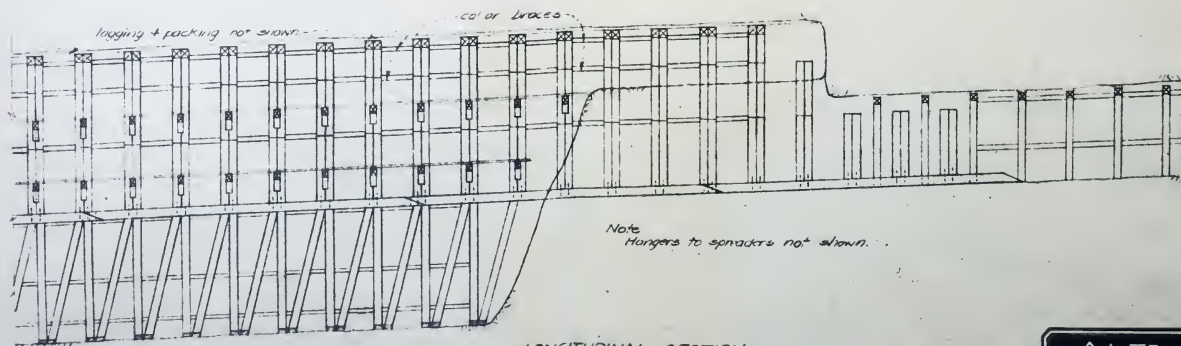 lagging + packing not shown
collar braces
Note
Hangers to spreaders not shown.
LONGITUDINAL SECTION